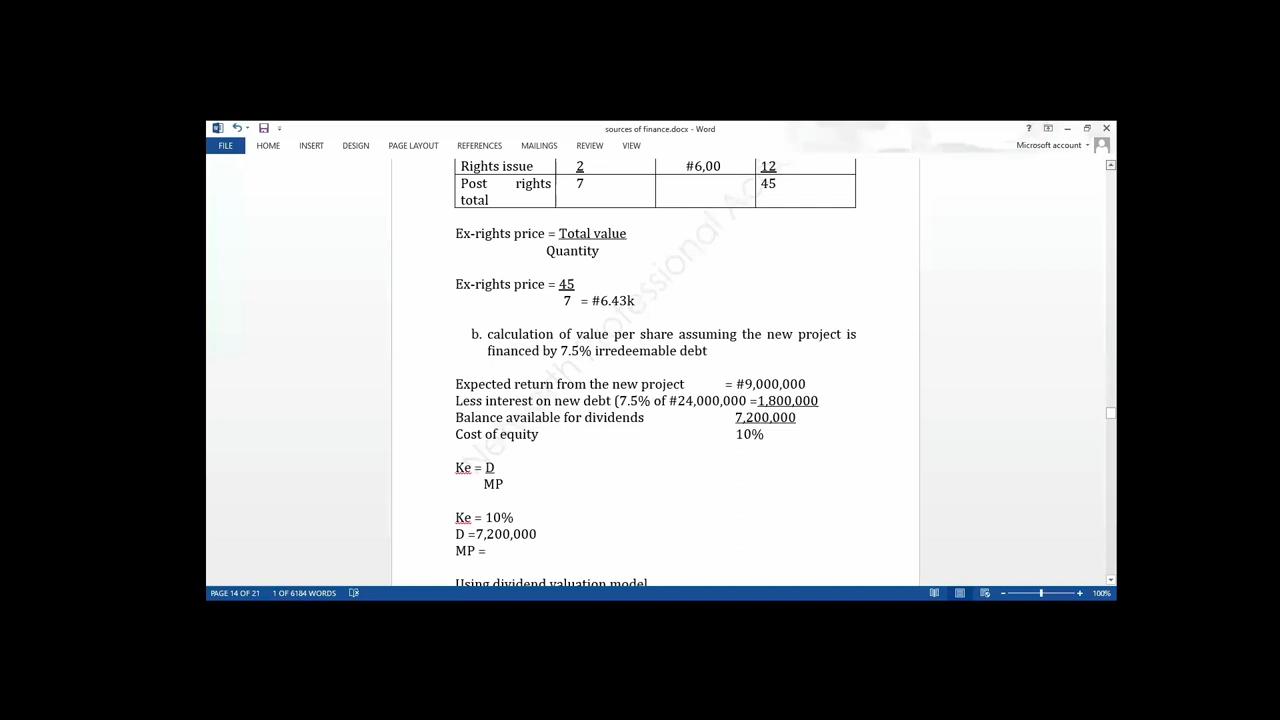 sources of finance.docx - Word
FILE HOME INSERT DESIGN PAGE LAYOUT REFERENCES MAILINGS REVIEW VIEW Microsoft account
Rights issue 2 #6,00 12
Post rights 7 45
total
Ex-rights price = Total value
Quantity
Ex-rights price = 45
7 = #6.43k
b. calculation of value per share assuming the new project is
financed by 7.5% irredeemable debt
Expected return from the new project = #9,000,000
Less interest on new debt (7.5% of #24,000,000 =1,800,000
Balance available for dividends 7,200,000
Cost of equity 10%
Ke = D
MP
Ke = 10%
D =7,200,000
MP =
Using dividend valuation model
PAGE 14 OF 21 1 OF 6184 WORDS 100%